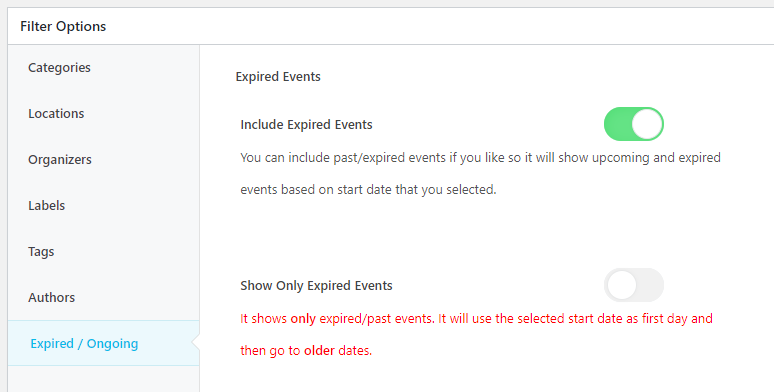 Filter Options
Categories
Locations
Organizers
Labels
Tags
Authors
Expired / Ongoing
Expired Events
Include Expired Events
You can include past/expired events if you like so it will show upcoming and expired
events based on start date that you selected.
Show Only Expired Events
It shows only expired/past events. It will use the selected start date as first day and
then go to older dates.